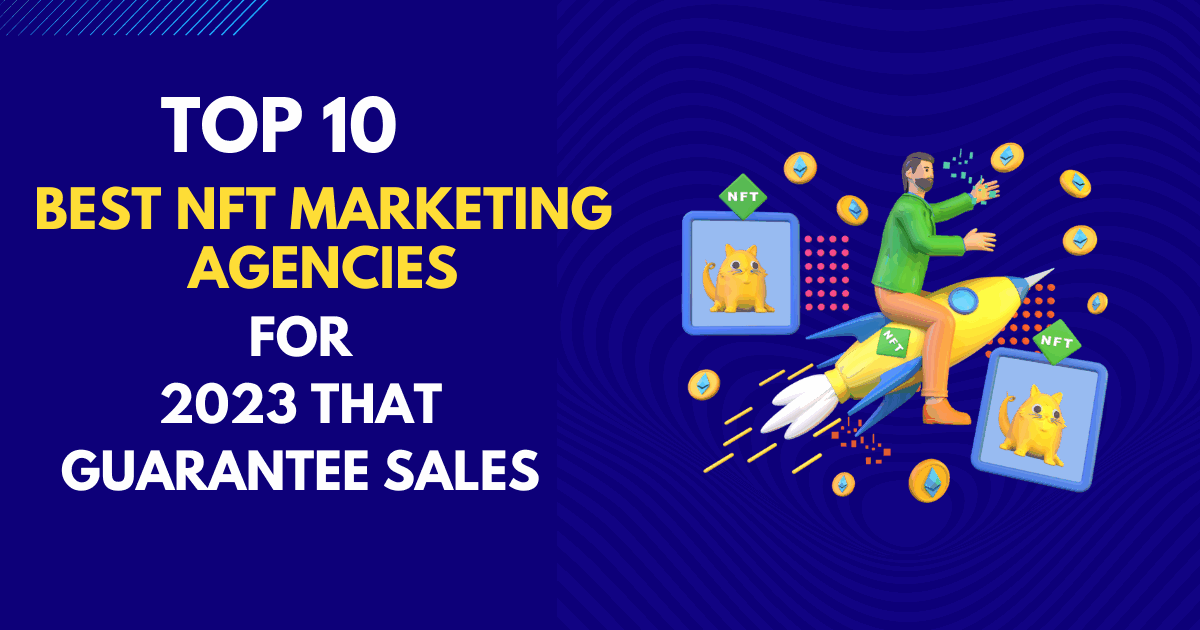 TOP 10
BEST NFT MARKETING
AGENCIES
FOR
2023 THAT
GUARANTEE SALES
NFT
NFT
NFT